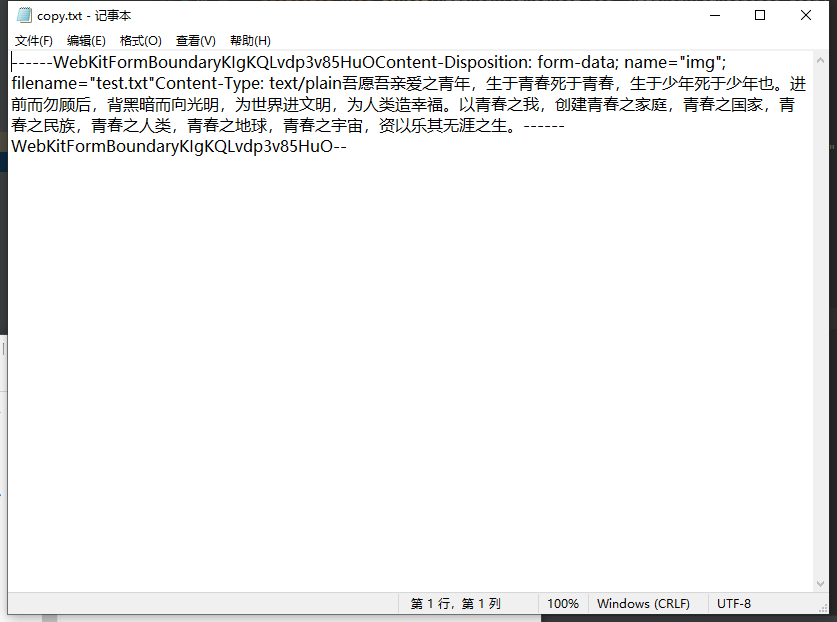 copy.txt - 记事本
文件(F) 编辑(E) 格式(O) 查看(V) 帮助(H)
------WebKitFormBoundaryKIgKQLvdp3v85HuOContent-Disposition: form-data; name="img";
filename="test.txt"Content-Type: text/plain吾愿吾亲爱之青年，生于青春死于青春，生于少年死于少年也。进
前而勿顾后，背黑暗而向光明，为世界进文明，为人类造幸福。以青春之我，创建青春之家庭，青春之国家，青
春之民族，青春之人类，青春之地球，青春之宇宙，资以乐其无涯之生。------
WebKitFormBoundaryKIgKQLvdp3v85HuO--
第 1 行，第 1 列 100% Windows (CRLF) UTF-8